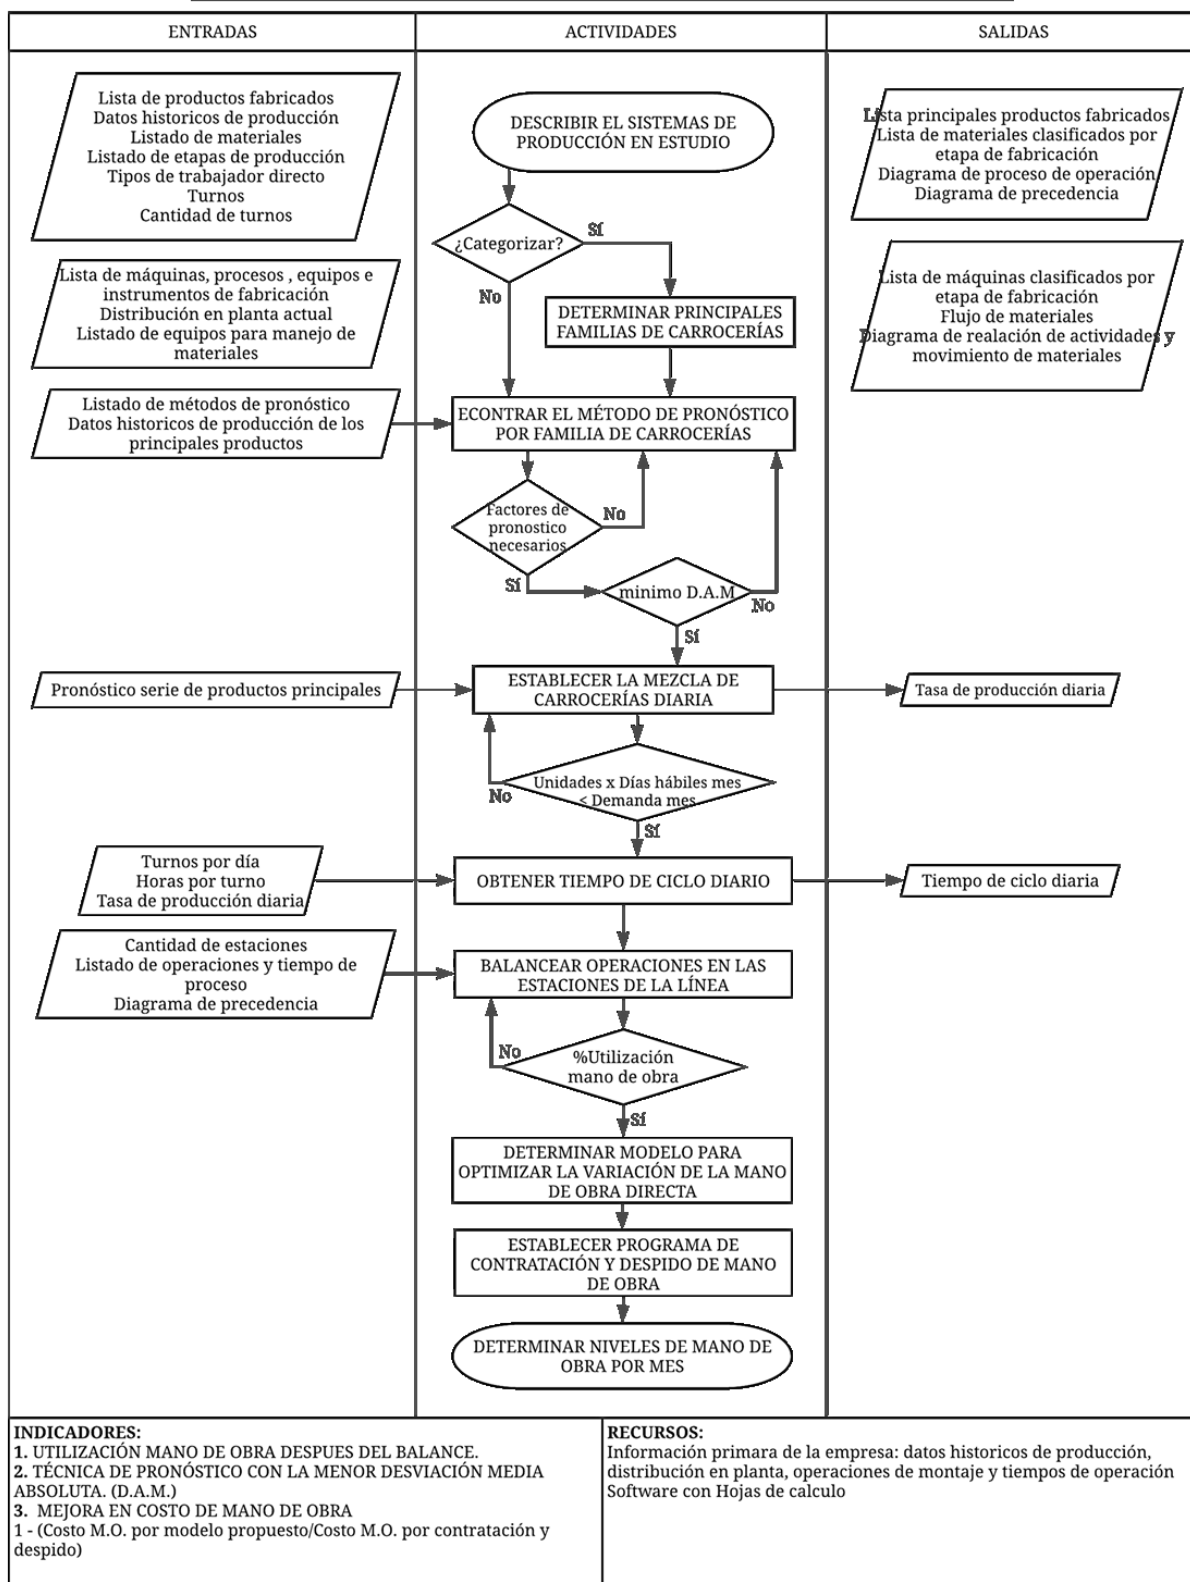 ENTRADAS
ACTIVIDADES
SALIDAS
Lista de productos fabricados
Datos historicos de producción
Listado de materiales
Listado de etapas de producción
Tipos de trabajador directo
Turnos
Cantidad de turnos
DESCRIBIR EL SISTEMAS DE
PRODUCCIÓN EN ESTUDIO
Lista principales productos fabricados
Lista de materiales clasificados por
etapa de fabricación
Diagrama de proceso de operación
Diagrama de precedencia
¿Categorizar?
Sí
No
Lista de máquinas, procesos , equipos e
instrumentos de fabricación
Distribución en planta actual
Listado de equipos para manejo de
materiales
DETERMINAR PRINCIPALES
FAMILIAS DE CARROCERÍAS
Lista de máquinas clasificados por
etapa de fabricación
Flujo de materiales
Diagrama de realación de actividades y
movimiento de materiales
Listado de métodos de pronóstico
Datos historicos de producción de los
principales productos
ECONTRAR EL MÉTODO DE PRONÓSTICO
POR FAMILIA DE CARROCERÍAS
Factores de
pronostico
necesarios
No
Sí
minimo D.A.M
No
Sí
Pronóstico serie de productos principales
ESTABLECER LA MEZCLA DE
CARROCERÍAS DIARIA
Tasa de producción diaria
Unidades x Días hábiles mes
< Demanda mes
No
Sí
Turnos por día
Horas por turno
Tasa de producción diaria
OBTENER TIEMPO DE CICLO DIARIO
Tiempo de ciclo diaria
Cantidad de estaciones
Listado de operaciones y tiempo de
proceso
Diagrama de precedencia
BALANCEAR OPERACIONES EN LAS
ESTACIONES DE LA LÍNEA
No
%Utilización
mano de obra
Sí
DETERMINAR MODELO PARA
OPTIMIZAR LA VARIACIÓN DE LA MANO
DE OBRA DIRECTA
ESTABLECER PROGRAMA DE
CONTRATACIÓN Y DESPIDO DE MANO
DE OBRA
DETERMINAR NIVELES DE MANO DE
OBRA POR MES
INDICADORES:
1. UTILIZACIÓN MANO DE OBRA DESPUES DEL BALANCE.
2. TÉCNICA DE PRONÓSTICO CON LA MENOR DESVIACIÓN MEDIA
ABSOLUTA. (D.A.M.)
3. MEJORA EN COSTO DE MANO DE OBRA
1 - (Costo M.O. por modelo propuesto/Costo M.O. por contratación y
despido)
RECURSOS:
Información primara de la empresa: datos historicos de producción,
distribución en planta, operaciones de montaje y tiempos de operación
Software con Hojas de calculo